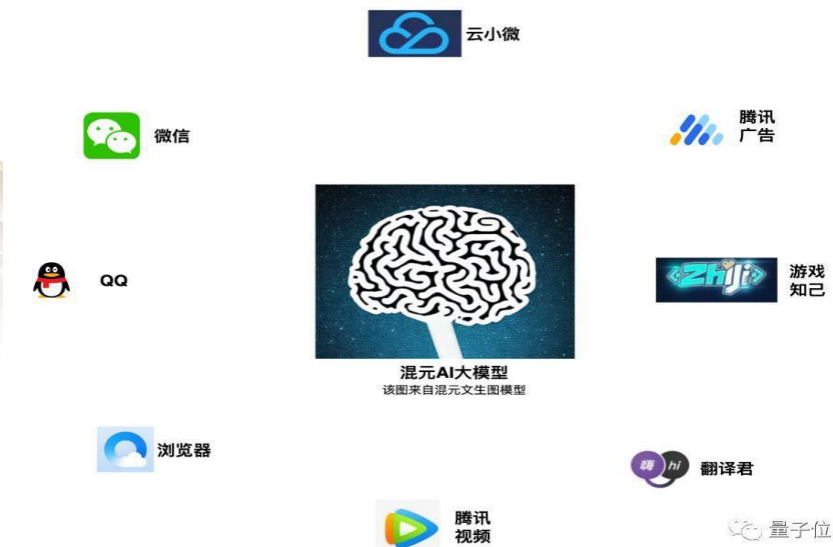 云小微
微信
腾讯
广告
QQ
Zhiji
游戏
知己
混元AI大模型
该图来自混元文生图模型
浏览器
嗨
hi
翻译君
腾讯
视频
量子位